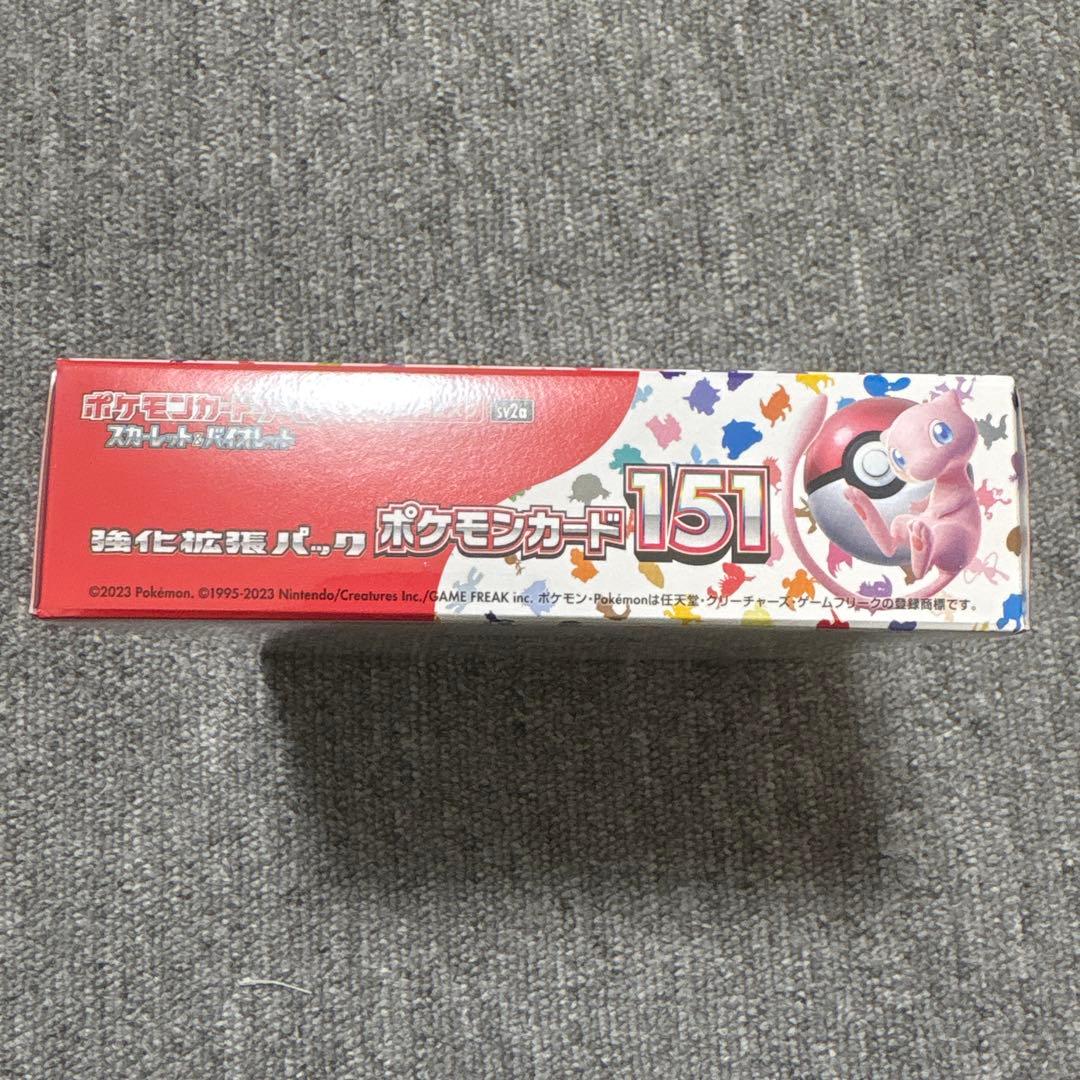 ポケモンカード
sv2a
スカーレット&バイオレット
強化拡張パック ポケモンカード151
©2023 Pokémon. ©1995-2023 Nintendo/Creatures Inc./GAME FREAK inc. ポケモン・Pokémonは任天堂・クリーチャーズ・ゲームフリークの登録商標です。